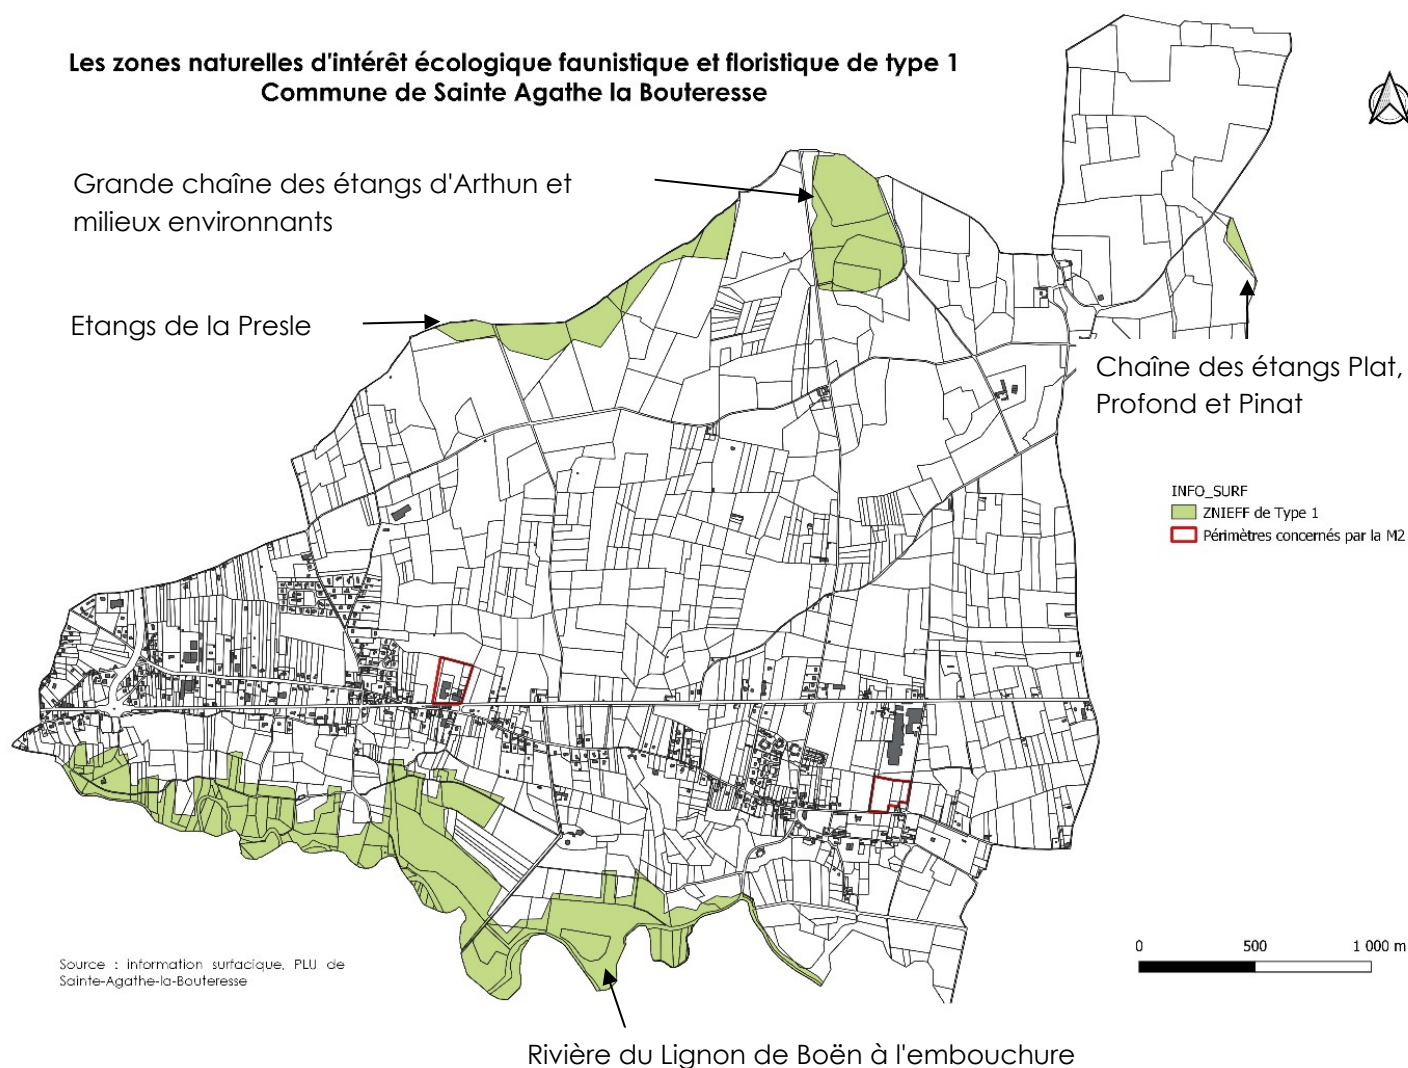 Les zones naturelles d'intérêt écologique faunistique et floristique de type 1
Commune de Sainte Agathe la Bouteresse
Grande chaîne des étangs d'Arthun et
milieux environnants
Etangs de la Presle
Chaîne des étangs Plat,
Profond et Pinat
INFO_SURF
ZNIEFF de Type 1
Périmètres concernés par la M2
0 500 1 000 m
Source : information surfacique, PLU de
Sainte-Agathe-la-Bouteresse
Rivière du Lignon de Boën à l'embouchure